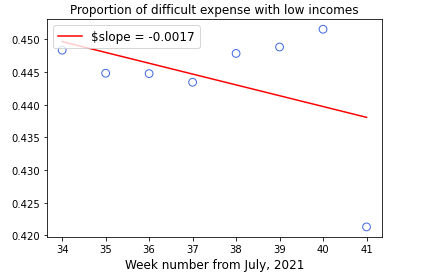 Proportion of difficult expense with low incomes
$slope = -0.0017
0.450
0.445
0.440
0.435
0.430
0.425
0.420
34 35 36 37 38 39 40 41
Week number from July, 2021